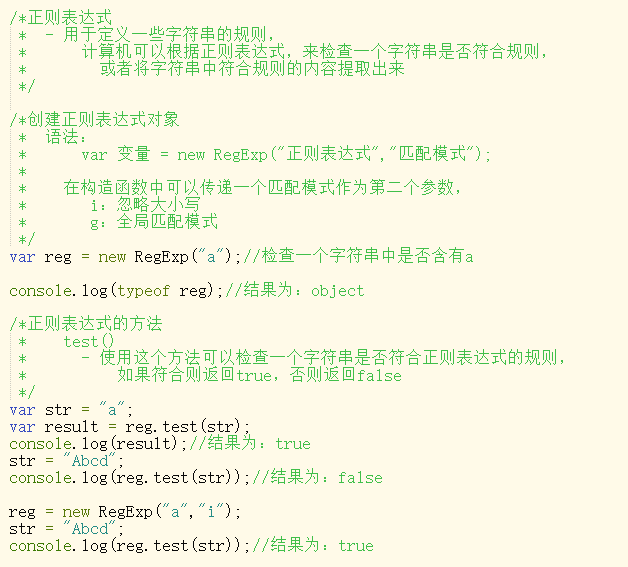 /*正则表达式
 *  - 用于定义一些字符串的规则，
 *      计算机可以根据正则表达式，来检查一个字符串是否符合规则，
 *        或者将字符串中符合规则的内容提取出来
 */
/*创建正则表达式对象
 *  语法：
 *      var 变量 = new RegExp("正则表达式","匹配模式");
 *
 *    在构造函数中可以传递一个匹配模式作为第二个参数，
 *       i：忽略大小写
 *       g：全局匹配模式
 */
var reg = new RegExp("a");//检查一个字符串中是否含有a
console.log(typeof reg);//结果为：object
/*正则表达式的方法
 *    test()
 *      - 使用这个方法可以检查一个字符串是否符合正则表达式的规则，
 *          如果符合则返回true，否则返回false
 */
var str = "a";
var result = reg.test(str);
console.log(result);//结果为：true
str = "Abcd";
console.log(reg.test(str));//结果为：false
reg = new RegExp("a","i");
str = "Abcd";
console.log(reg.test(str));//结果为：true